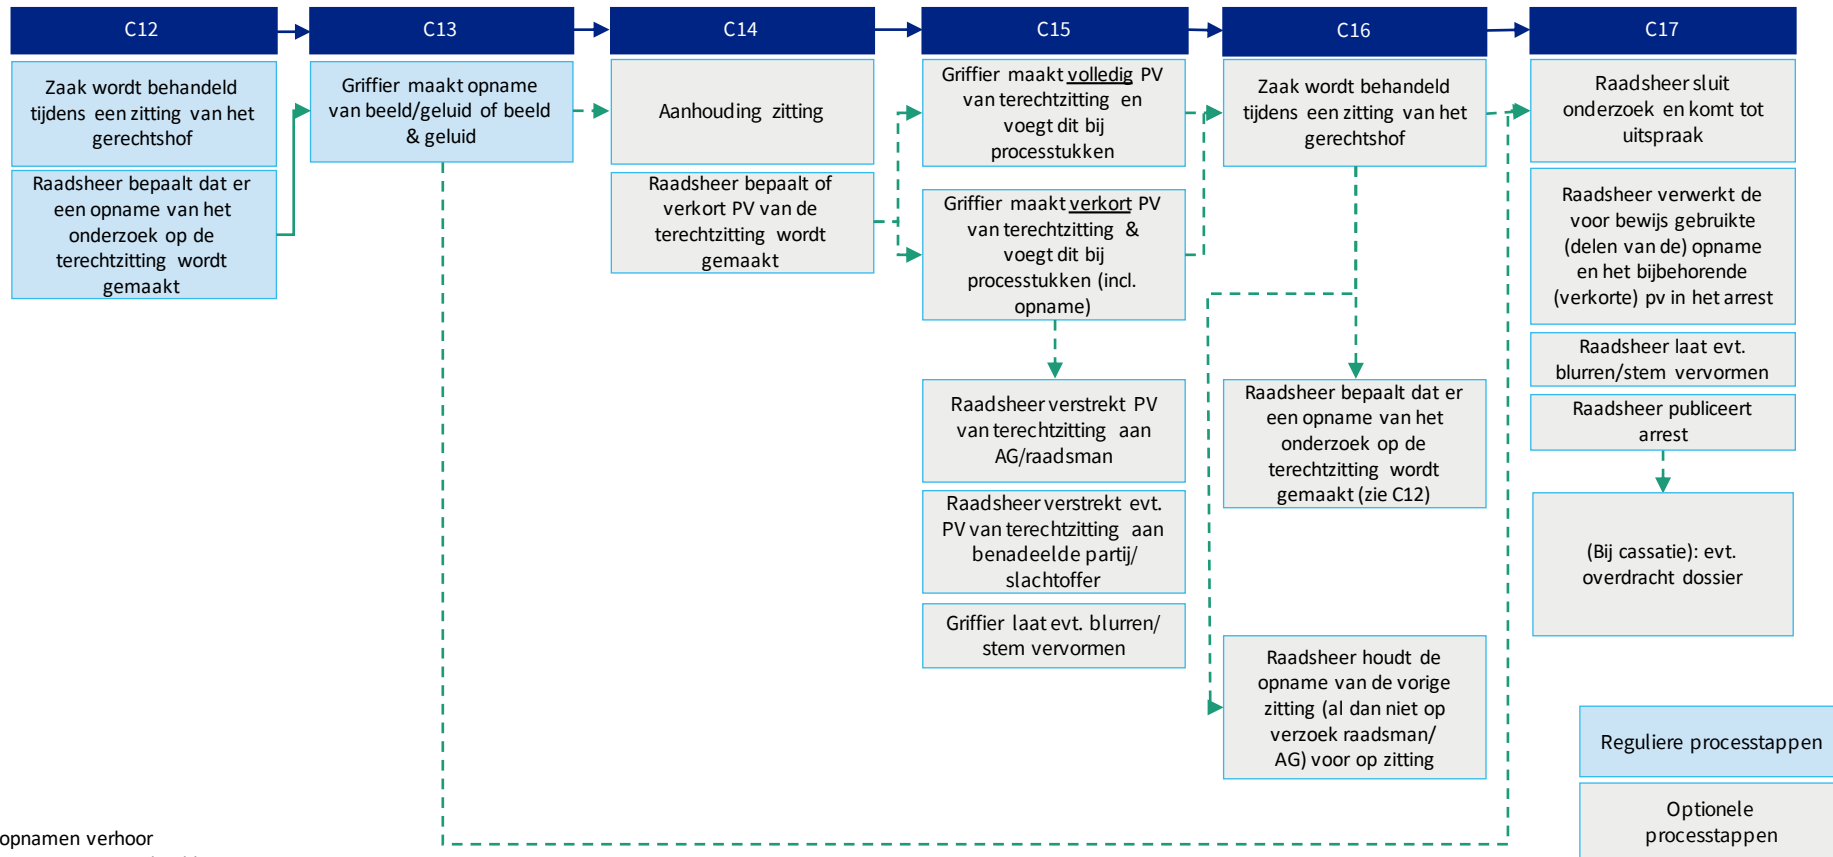 C12
Zaak wordt behandeld
tijdens een zitting van het
gerechtshof
Raadsheer bepaalt dat er
een opname van het
onderzoek op de
terechtzitting wordt
gemaakt
C13
Griffier maakt opname
van beeld/geluid of beeld
& geluid
C14
Aanhouding zitting
Raadsheer bepaalt of
verkort PV van de
terechtzitting wordt
gemaakt
C15
Griffier maakt volledig PV
van terechtzitting en
voegt dit bij
processtukken
Griffier maakt verkort PV
van terechtzitting &
voegt dit bij
processtukken (incl.
opname)
Raadsheer verstrekt PV
van terechtzitting aan
AG/raadsman
Raadsheer verstrekt evt.
PV van terechtzitting aan
benadeelde partij/
slachtoffer
Griffier laat evt. blurren/
stem vervormen
C16
Zaak wordt behandeld
tijdens een zitting van het
gerechtshof
Raadsheer bepaalt dat er
een opname van het
onderzoek op de
terechtzitting wordt
gemaakt (zie C12)
Raadsheer houdt de
opname van de vorige
zitting (al dan niet op
verzoek raadsman/
AG) voor op zitting
C17
Raadsheer sluit
onderzoek en komt tot
uitspraak
Raadsheer verwerkt de
voor bewijs gebruikte
(delen van de) opname
en het bijbehorende
(verkorte) pv in het arrest
Raadsheer laat evt.
blurren/stem vervormen
Raadsheer publiceert
arrest
(Bij cassatie): evt.
overdracht dossier
Reguliere processtappen
Optionele
processtappen
opnamen verhoor